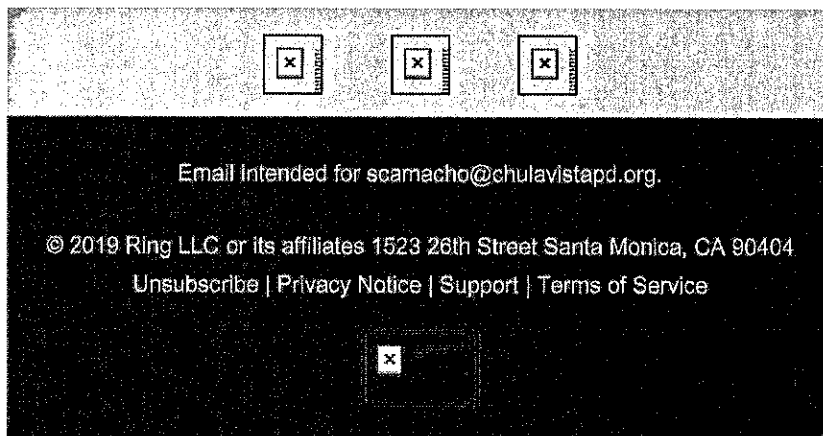 Email intended for scamacho@chulavistapd.org.
© 2019 Ring LLC or its affiliates 1523 26th Street Santa Monica, CA 90404
Unsubscribe | Privacy Notice | Support | Terms of Service